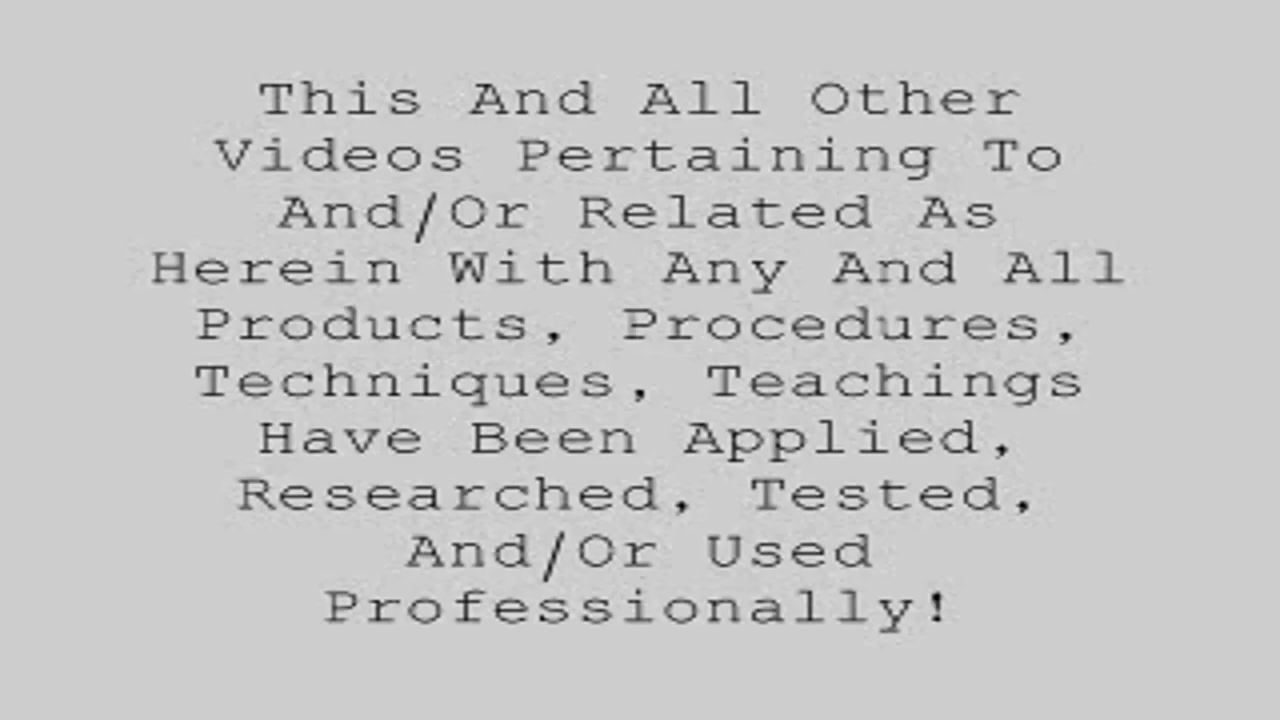 This And All Other
Videos Pertaining To
And/Or Related As
Herein With Any And All
Products, Procedures,
Techniques, Teachings
Have Been Applied,
Researched, Tested,
And/Or Used
Professionally!